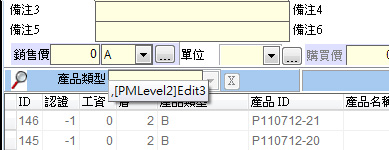 備注3 備注5
備注4 備注6
銷售價 0 A ... 單位 ... 購買價
產品類型 X
,[PMLevel2]Edit3
ID 認證 工資 層 產品類型 產品 ID 產品名稱
146 -1 0 2 B P110712-21
145 -1 0 2 B P110712-20